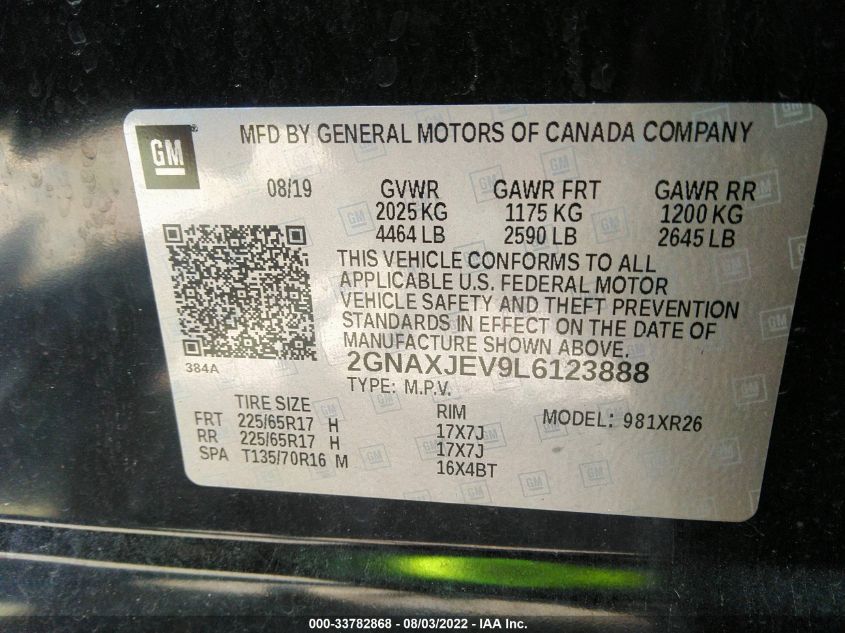 GM
MFD BY GENERAL MOTORS OF CANADA COMPANY
08/19 GVWR GAWR FRT GAWR RR
2025 KG 1175 KG 1200 KG
4464 LB 2590 LB 2645 LB
THIS VEHICLE CONFORMS TO ALL
APPLICABLE U.S. FEDERAL MOTOR
VEHICLE SAFETY AND THEFT PREVENTION
STANDARDS IN EFFECT ON THE DATE OF
MANUFACTURE SHOWN ABOVE.
384A
2GNAXJEV9L6123888
TYPE: M.P.V.
TIRE SIZE RIM MODEL: 981XR26
FRT 225/65R17 H 17X7J
RR 225/65R17 H 17X7J
SPA T135/70R16 M 16X4BT
000-33782868 - 08/03/2022 - IAA Inc.